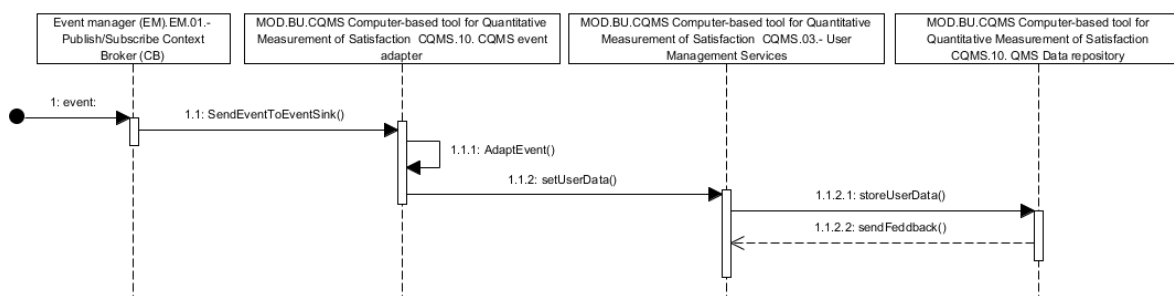 Event manager (EM).EM.01.-
Publish/Subscribe Context
Broker (CB)
MOD.BU.CQMS Computer-based tool for Quantitative
Measurement of Satisfaction CQMS.10. CQMS event
adapter
MOD.BU.CQMS Computer-based tool for Quantitative
Measurement of Satisfaction CQMS.03.- User
Management Services
MOD.BU.CQMS Computer-based tool for
Quantitative Measurement of Satisfaction
CQMS.10. QMS Data repository
1: event:
1.1: SendEventToEventSink()
1.1.1: AdaptEvent()
1.1.2: setUserData()
1.1.2.1: storeUserData()
1.1.2.2: sendFeddback()